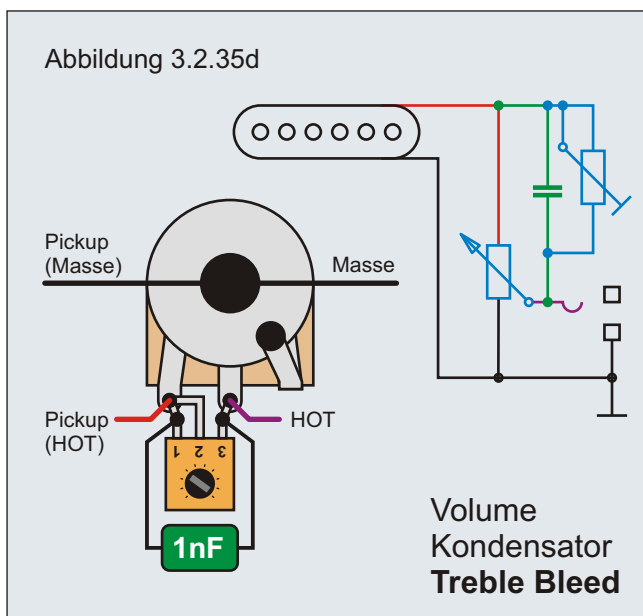 Abbildung 3.2.35d
Pickup
(Masse)
Masse
Pickup
(HOT)
HOT
1 2 3
1nF
Volume
Kondensator
Treble Bleed